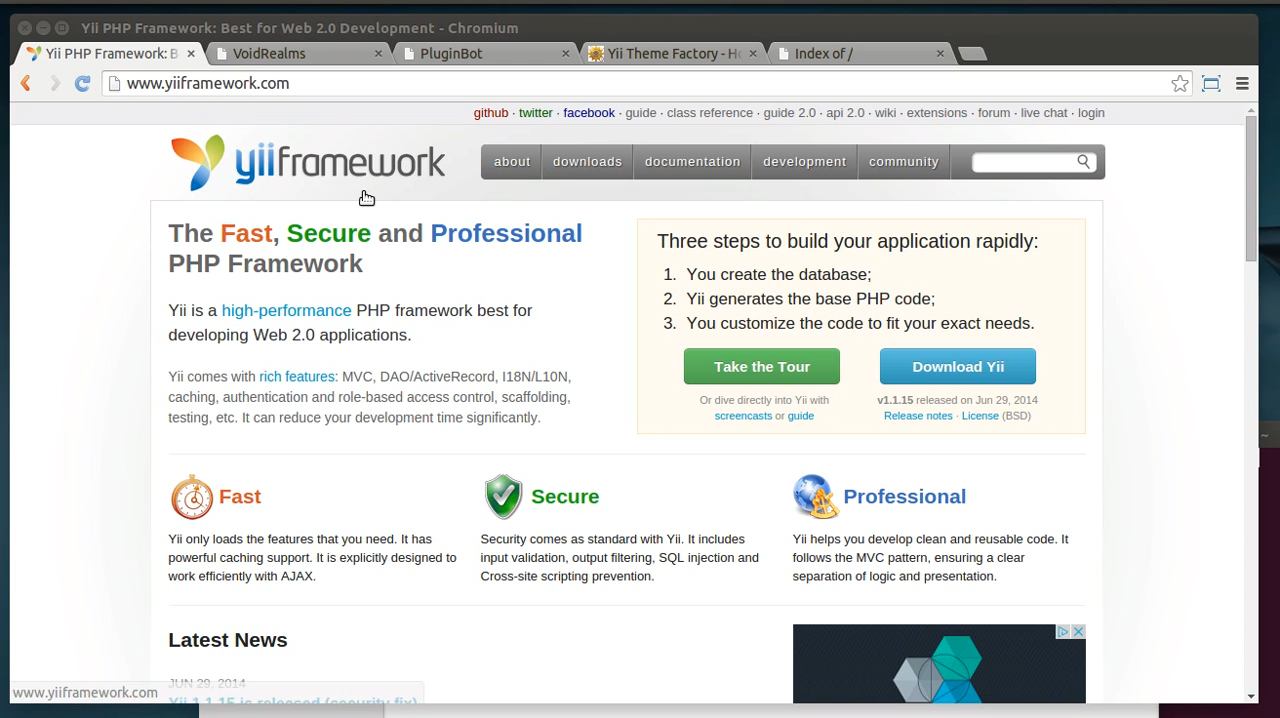 Yii PHP Framework: Best for Web 2.0 Development - Chromium
Yii PHP Framework: B
VoidRealms
PluginBot
Yii Theme Factory - Ho
Index of /
www.yiiframework.com
github · twitter · facebook · guide · class reference · guide 2.0 · api 2.0 · wiki · extensions · forum · live chat · login
yiiframework
about
downloads
documentation
development
community
The Fast, Secure and Professional
PHP Framework
Yii is a high-performance PHP framework best for
developing Web 2.0 applications.
Yii comes with rich features: MVC, DAO/ActiveRecord, I18N/L10N,
caching, authentication and role-based access control, scaffolding,
testing, etc. It can reduce your development time significantly.
Three steps to build your application rapidly:
1. You create the database;
2. Yii generates the base PHP code;
3. You customize the code to fit your exact needs.
Take the Tour
Download Yii
Or dive directly into Yii with
screencasts or guide
v1.1.15 released on Jun 29, 2014
Release notes · License (BSD)
Fast
Yii only loads the features that you need. It has
powerful caching support. It is explicitly designed to
work efficiently with AJAX.
Secure
Security comes as standard with Yii. It includes
input validation, output filtering, SQL injection and
Cross-site scripting prevention.
Professional
Yii helps you develop clean and reusable code. It
follows the MVC pattern, ensuring a clear
separation of logic and presentation.
Latest News
JUN 29, 2014
Yii 1.1.15 is released (security fix)
www.yiiframework.com